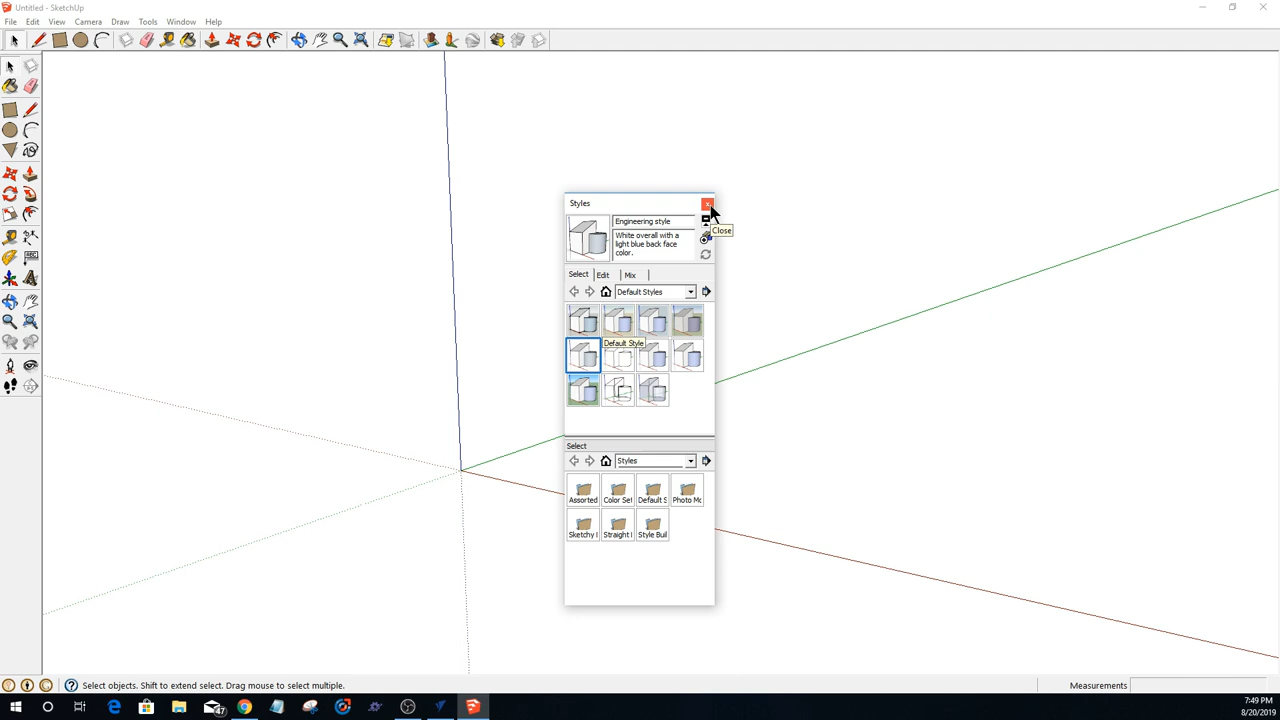 Untitled - SketchUp
File Edit View Camera Draw Tools Window Help
Styles
Engineering style
Close
White overall with a
light blue back face
color.
Select Edit Mix
Default Styles
Default Style
Select
Styles
Assorted Color Set Default S Photo Mo
Sketchy I Straight I Style Buil
Select objects. Shift to extend select. Drag mouse to select multiple.
Measurements
47
7:49 PM
8/20/2019